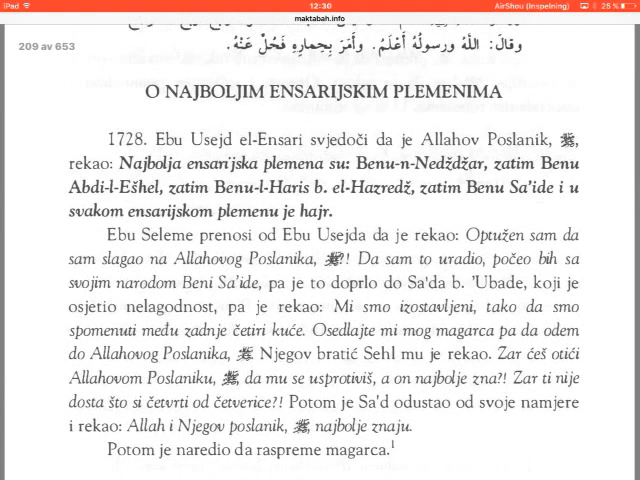 iPad 12:30 AirShou (Inspelning) 25 %
maktabah.info
209 av 653
وقالَ: اللّهُ ورسولُهُ أَعْلَمُ. وأَمَرَ بِحِمارِهِ فَحُلَّ عَنْهُ.
O NAJBOLJIM ENSARIJSKIM PLEMENIMA
1728. Ebu Usejd el-Ensari svjedoči da je Allahov Poslanik, ﷺ,
rekao: Najbolja ensarijska plemena su: Benu-n-Nedždžar, zatim Benu
Abdi-l-Ešhel, zatim Benu-l-Haris b. el-Hazredž, zatim Benu Sa'ide i u
svakom ensarijskom plemenu je hajr.
Ebu Seleme prenosi od Ebu Usejda da je rekao: Optužen sam da
sam slagao na Allahovog Poslanika, ﷺ?! Da sam to uradio, počeo bih sa
svojim narodom Beni Sa'ide, pa je to doprlo do Sa'da b. 'Ubade, koji je
osjetio nelagodnost, pa je rekao: Mi smo izostavljeni, tako da smo
spomenuti među zadnje četiri kuće. Osedlajte mi mog magarca pa da odem
do Allahovog Poslanika, ﷺ. Njegov bratić Sehl mu je rekao. Zar ćeš otići
Allahovom Poslaniku, ﷺ, da mu se usprotiviš, a on najbolje zna?! Zar ti nije
dosta što si četvrti od četverice?! Potom je Sa'd odustao od svoje namjere
i rekao: Allah i Njegov poslanik, ﷺ, najbolje znaju.
Potom je naredio da raspreme magarca.¹